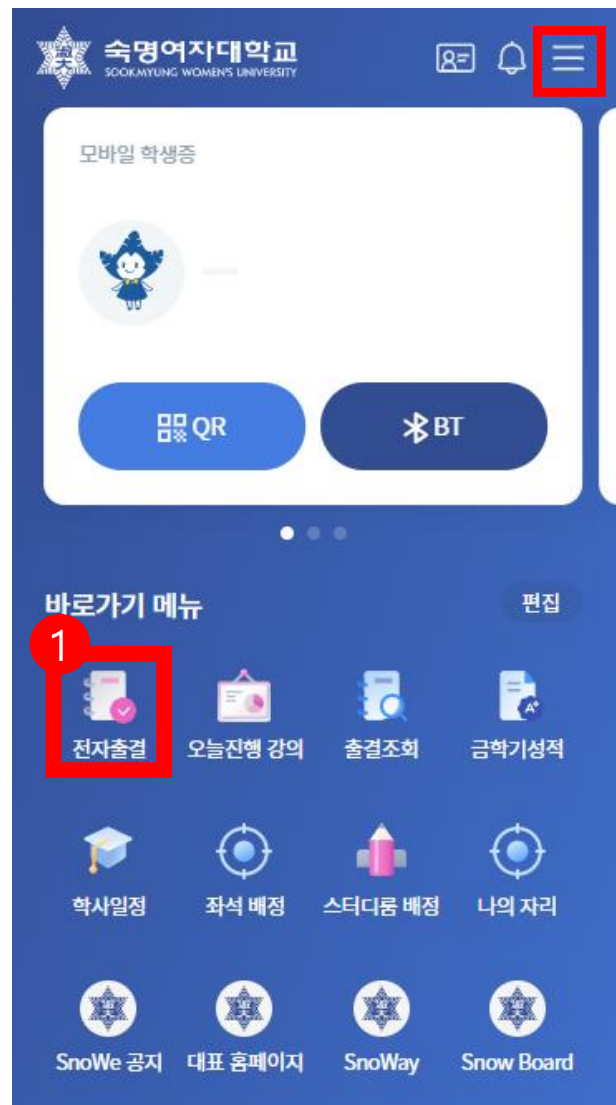 숙명여자대학교
SOOKMYUNG WOMEN'S UNIVERSITY
모바일 학생증
QR
BT
바로가기 메뉴 편집
1
전자출결 오늘진행 강의 출결조회 금학기성적
학사일정 좌석 배정 스터디룸 배정 나의 자리
SnoWe 공지 대표 홈페이지 SnoWay Snow Board